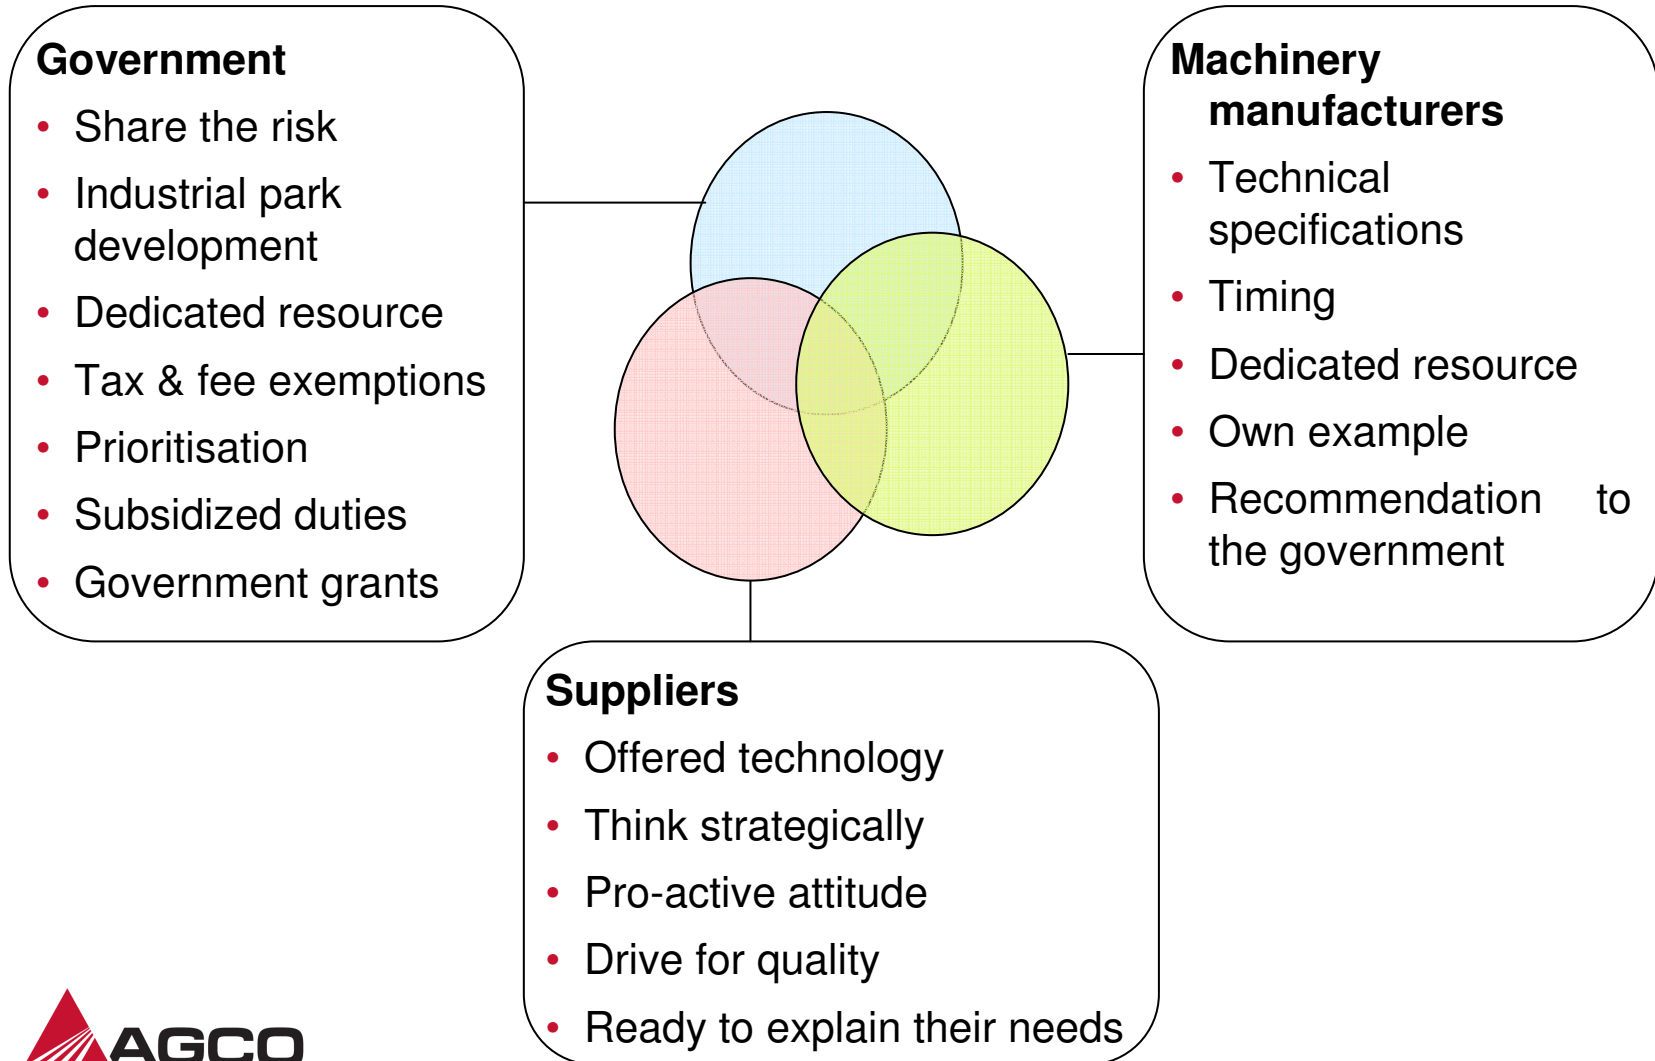 Government
• Share the risk
• Industrial park
development
• Dedicated resource
• Tax & fee exemptions
• Prioritisation
• Subsidized duties
• Government grants
Machinery
manufacturers
• Technical
specifications
• Timing
• Dedicated resource
• Own example
• Recommendation to
the government
Suppliers
• Offered technology
• Think strategically
• Pro-active attitude
• Drive for quality
• Ready to explain their needs
AGCO